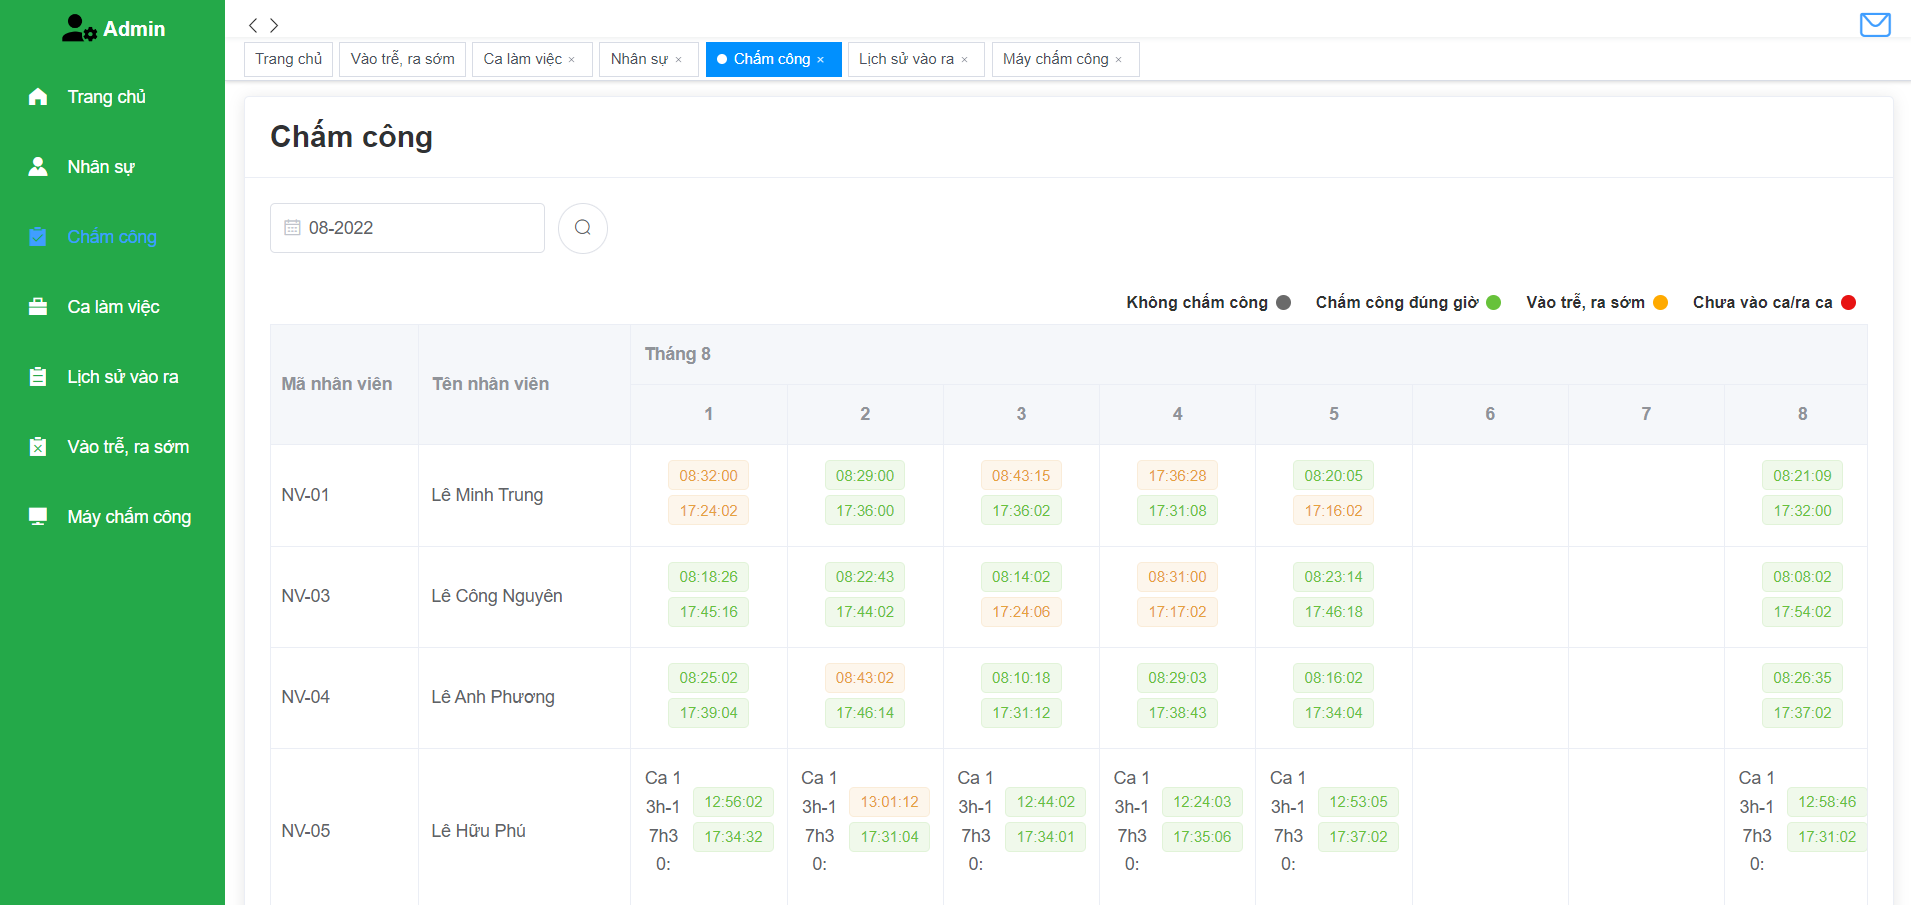 Admin
Trang chủ
Nhân sự
Chấm công
Ca làm việc
Lịch sử vào ra
Vào trễ, ra sớm
Máy chấm công
Trang chủ Vào trễ, ra sớm Ca làm việc × Nhân sự × Chấm công × Lịch sử vào ra × Máy chấm công ×
Chấm công
08-2022
Không chấm công Chấm công đúng giờ Vào trễ, ra sớm Chưa vào ca/ra ca
Mã nhân viên Tên nhân viên Tháng 8
1 2 3 4 5 6 7 8
NV-01 Lê Minh Trung
08:32:00 08:29:00 08:43:15 17:36:28 08:20:05 08:21:09
17:24:02 17:36:00 17:36:02 17:31:08 17:16:02 17:32:00
NV-03 Lê Công Nguyên
08:18:26 08:22:43 08:14:02 08:31:00 08:23:14 08:08:02
17:45:16 17:44:02 17:24:06 17:17:02 17:46:18 17:54:02
NV-04 Lê Anh Phương
08:25:02 08:43:02 08:10:18 08:29:03 08:16:02 08:26:35
17:39:04 17:46:14 17:31:12 17:38:43 17:34:04 17:37:02
NV-05 Lê Hữu Phú
Ca 1 Ca 1 Ca 1 Ca 1 Ca 1 Ca 1
3h-1 12:56:02 3h-1 13:01:12 3h-1 12:44:02 3h-1 12:24:03 3h-1 12:53:05 3h-1 12:58:46
7h3 17:34:32 7h3 17:31:04 7h3 17:34:01 7h3 17:35:06 7h3 17:37:02 7h3 17:31:02
0: 0: 0: 0: 0: 0: